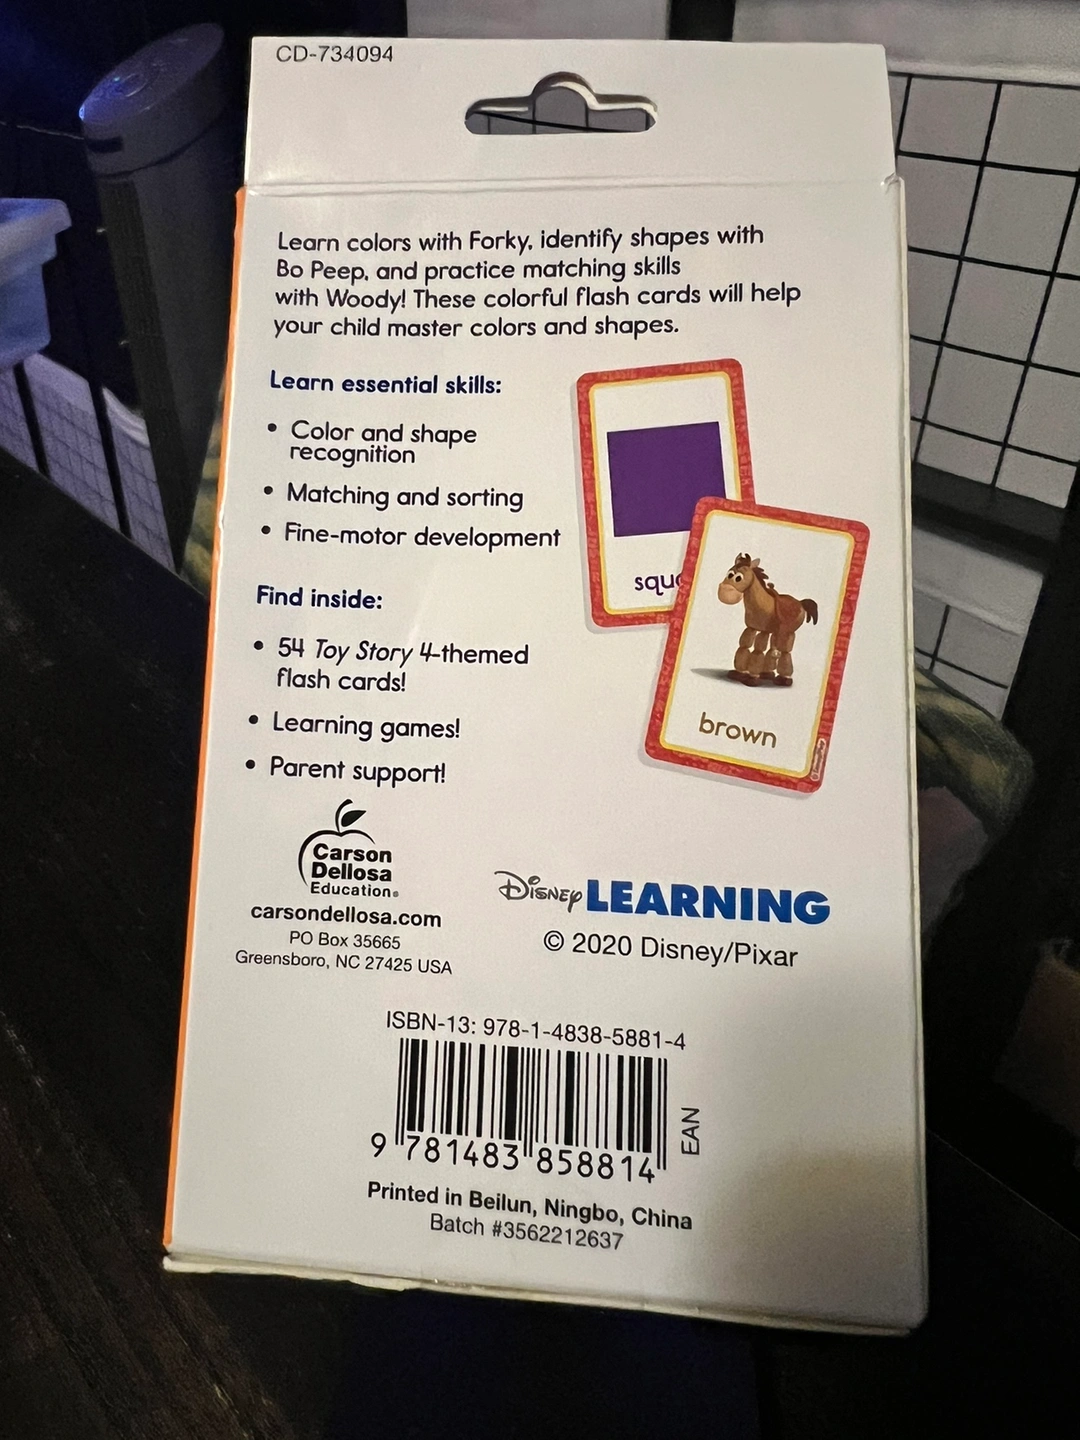 CD-734094
Learn colors with Forky, identify shapes with
Bo Peep, and practice matching skills
with Woody! These colorful flash cards will help
your child master colors and shapes.
Learn essential skills:
• Color and shape
recognition
• Matching and sorting
• Fine-motor development
squa
brown
Find inside:
• 54 Toy Story 4-themed
flash cards!
• Learning games!
• Parent support!
Carson
Dellosa
Education®
carsondellosa.com
PO Box 35665
Greensboro, NC 27425 USA
Disney LEARNING
© 2020 Disney/Pixar
ISBN-13: 978-1-4838-5881-4
9 781483 858814
EAN
Printed in Beilun, Ningbo, China
Batch #3562212637